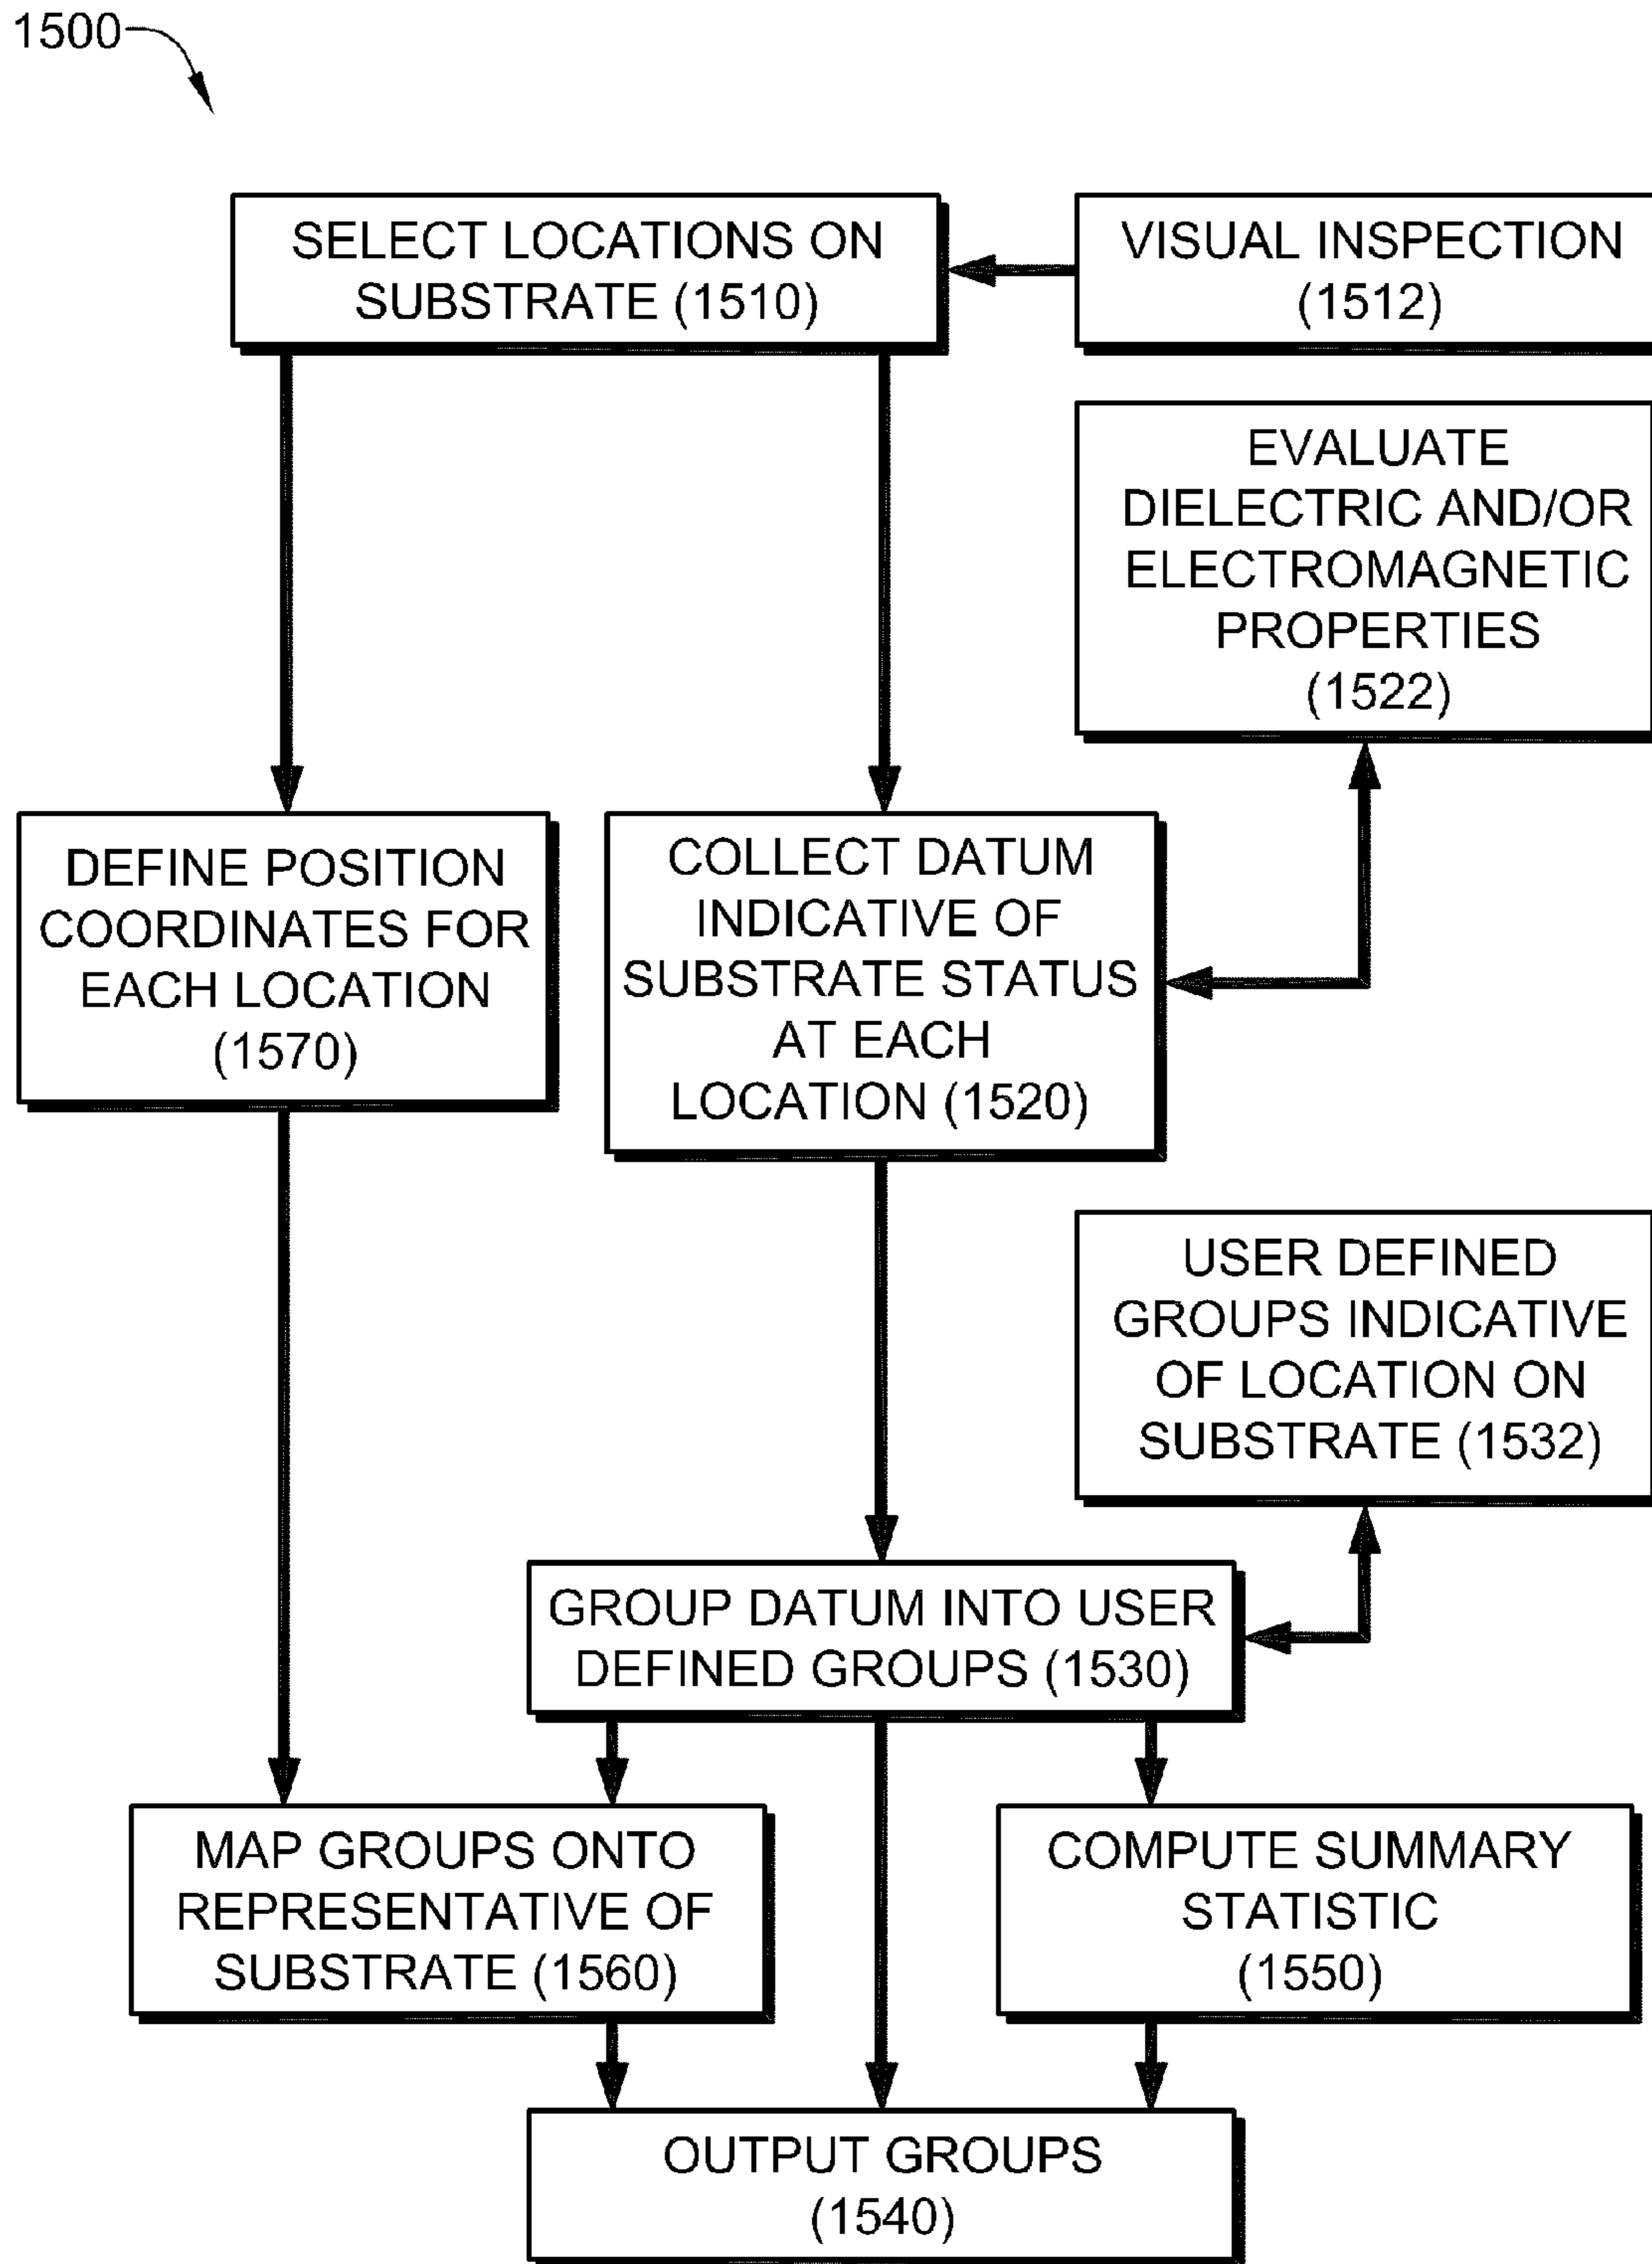 1500
SELECT LOCATIONS ON
SUBSTRATE (1510)
VISUAL INSPECTION
(1512)
EVALUATE
DIELECTRIC AND/OR
ELECTROMAGNETIC
PROPERTIES
(1522)
DEFINE POSITION
COORDINATES FOR
EACH LOCATION
(1570)
COLLECT DATUM
INDICATIVE OF
SUBSTRATE STATUS
AT EACH
LOCATION (1520)
USER DEFINED
GROUPS INDICATIVE
OF LOCATION ON
SUBSTRATE (1532)
GROUP DATUM INTO USER
DEFINED GROUPS (1530)
MAP GROUPS ONTO
REPRESENTATIVE OF
SUBSTRATE (1560)
COMPUTE SUMMARY
STATISTIC
(1550)
OUTPUT GROUPS
(1540)